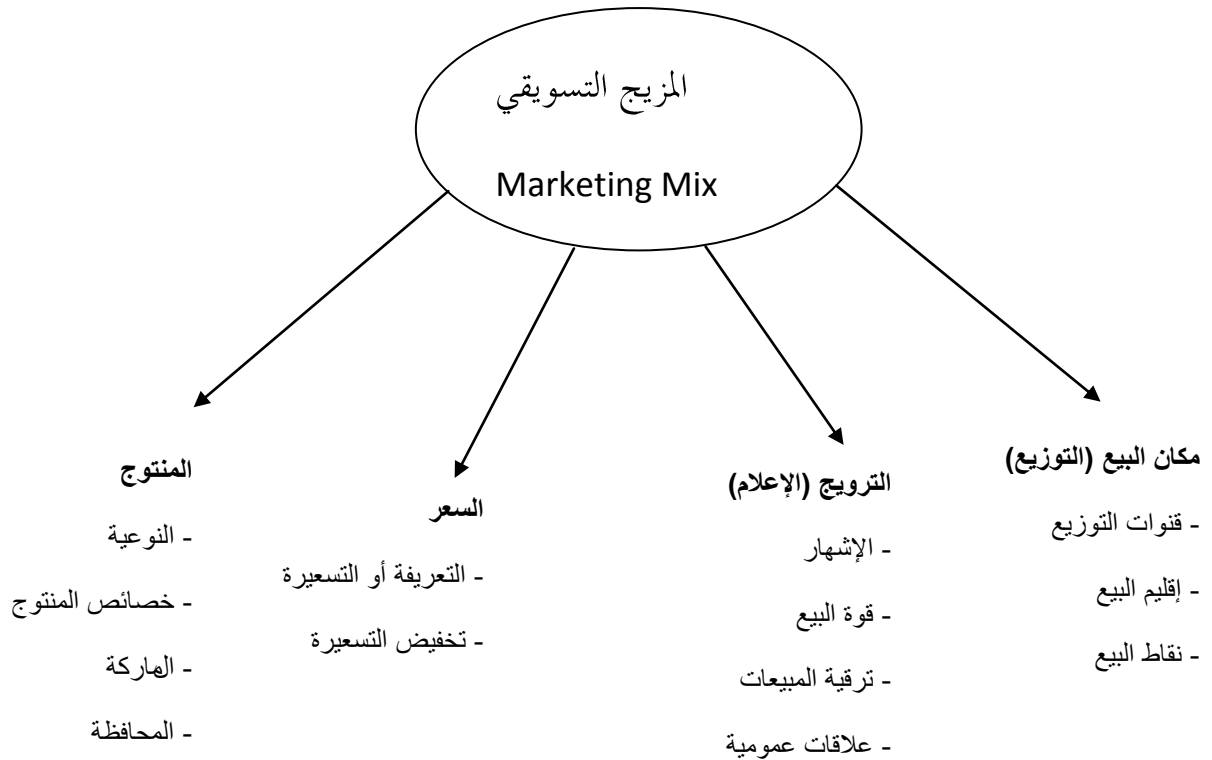 المزيج التسويقي
Marketing Mix
مكان البيع (التوزيع)
- قنوات التوزيع
- إقليم البيع
- نقاط البيع
الترويج (الإعلام)
- الإشهار
- قوة البيع
- ترقية المبيعات
- علاقات عمومية
السعر
- التعريفة أو التسعيرة
- تخفيض التسعيرة
المنتوج
- النوعية
- خصائص المنتوج
- الماركة
- المحافظة